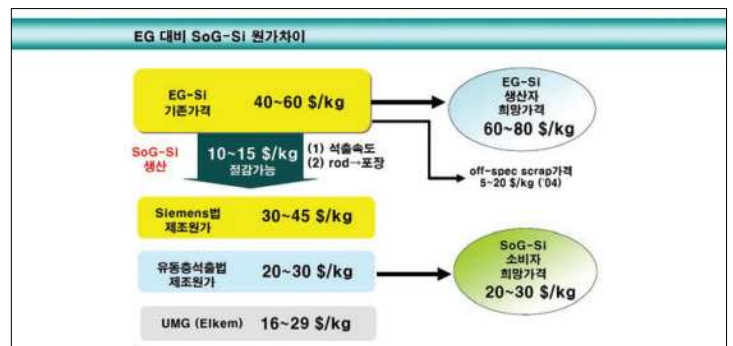 EG 대비 SoG-Si 원가차이
EG-Si
기존가격
40~60 $/kg
EG-Si
생산자
희망가격
60~80 $/kg
SoG-Si
생산
10~15 $/kg
절감가능
(1) 석출속도
(2) rod→포장
off-spec scrap가격
5~20 $/kg ('04)
Siemens법
제조원가
30~45 $/kg
유동층석출법
제조원가
20~30 $/kg
SoG-Si
소비자
희망가격
20~30 $/kg
UMG (Elkem)
16~29 $/kg